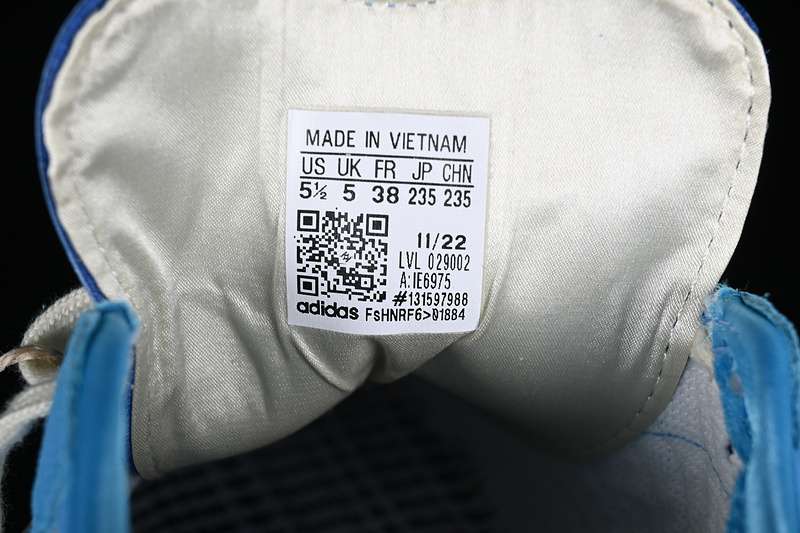 MADE IN VIETNAM
US UK FR JP CHN
5½ 5 38 235 235
11/22
LVL 029002
A:IE6975
#131597988
adidas FsHNRF6>01884